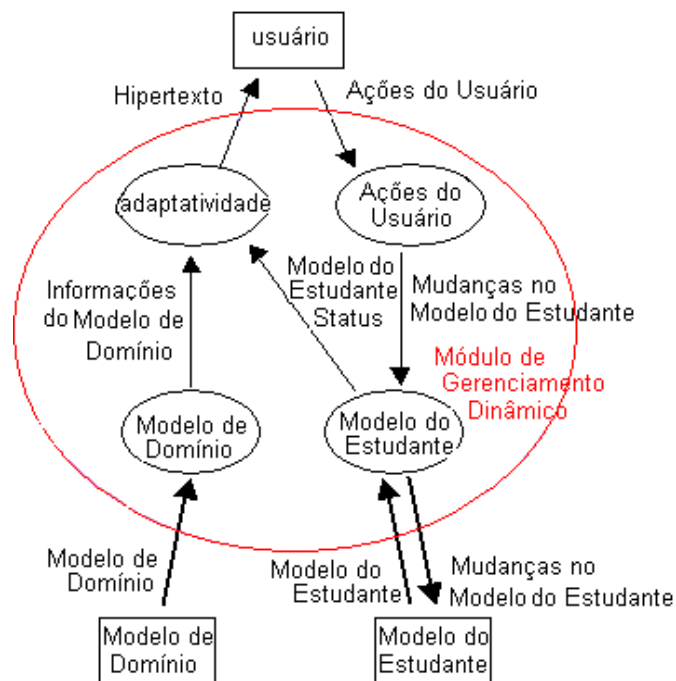 usuário
Hipertexto
Ações do Usuário
adaptatividade
Ações do
Usuário
Informações
do Modelo de
Domínio
Modelo do
Estudante
Status
Mudanças no
Modelo do Estudante
Módulo de
Gerenciamento
Dinâmico
Modelo de
Domínio
Modelo do
Estudante
Modelo de
Domínio
Modelo do
Estudante
Mudanças no
Modelo do Estudante
Modelo de
Domínio
Modelo do
Estudante